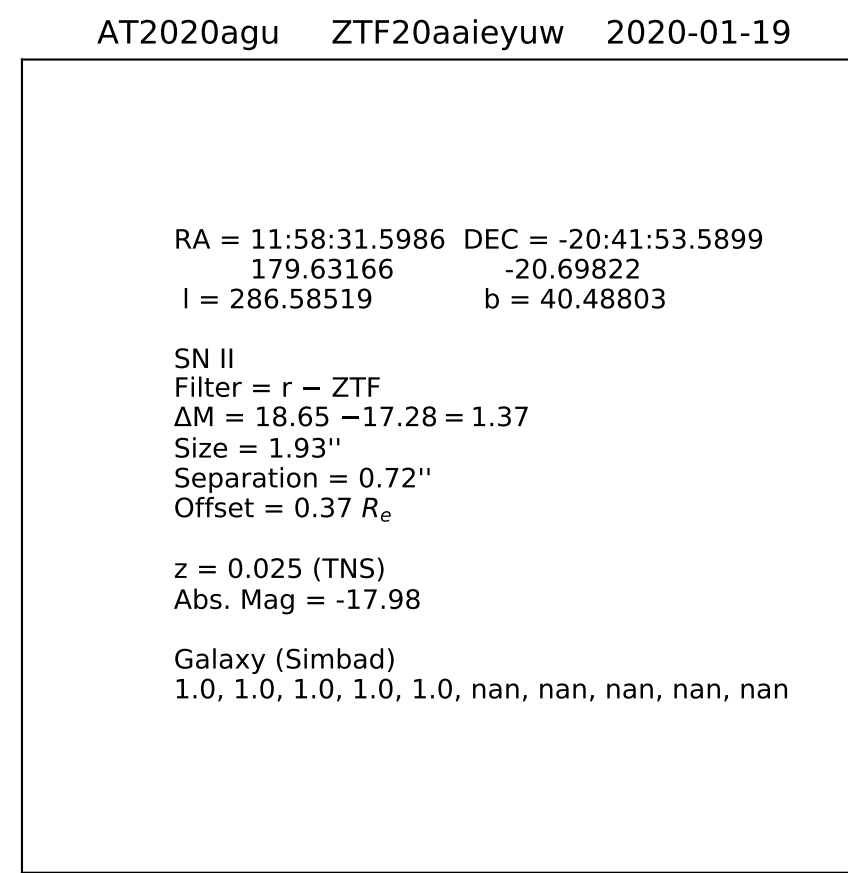 AT2020agu ZTF20aaieyuw 2020-01-19
RA = 11:58:31.5986 DEC = -20:41:53.5899
179.63166 -20.69822
l = 286.58519 b = 40.48803
SN II
Filter = r − ZTF
ΔM = 18.65 −17.28 = 1.37
Size = 1.93''
Separation = 0.72''
Offset = 0.37 Rₑ
z = 0.025 (TNS)
Abs. Mag = -17.98
Galaxy (Simbad)
1.0, 1.0, 1.0, 1.0, 1.0, nan, nan, nan, nan, nan